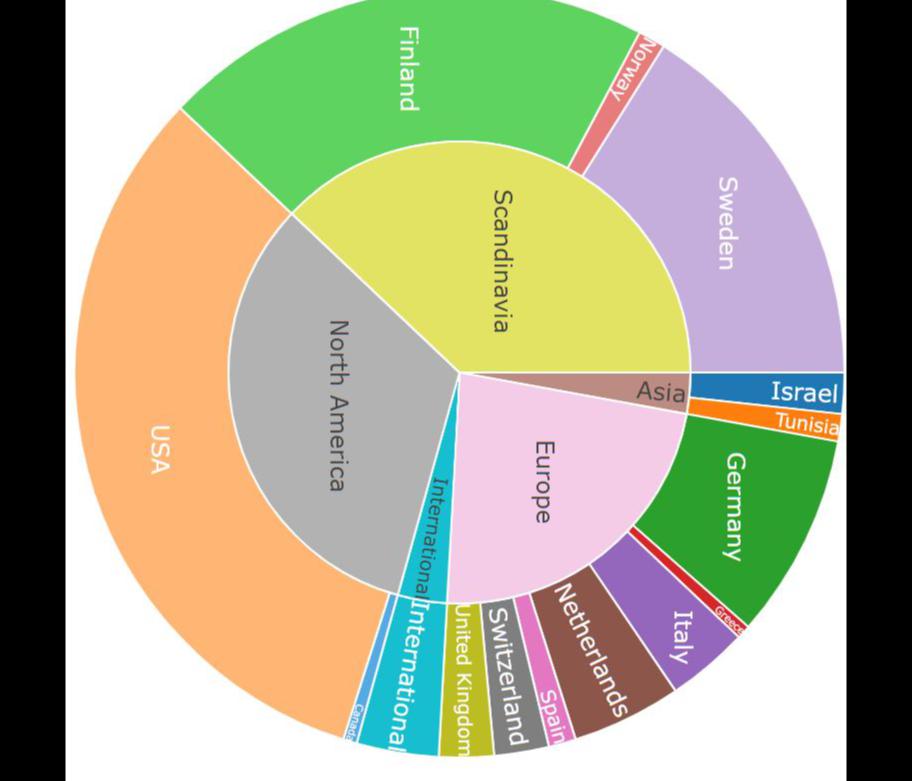 Finland
Norway
Sweden
Scandinavia
North America
USA
Asia
Israel
Tunisia
Europe
Germany
Greece
Italy
Netherlands
Spain
Switzerland
United Kingdom
International
International
Canada